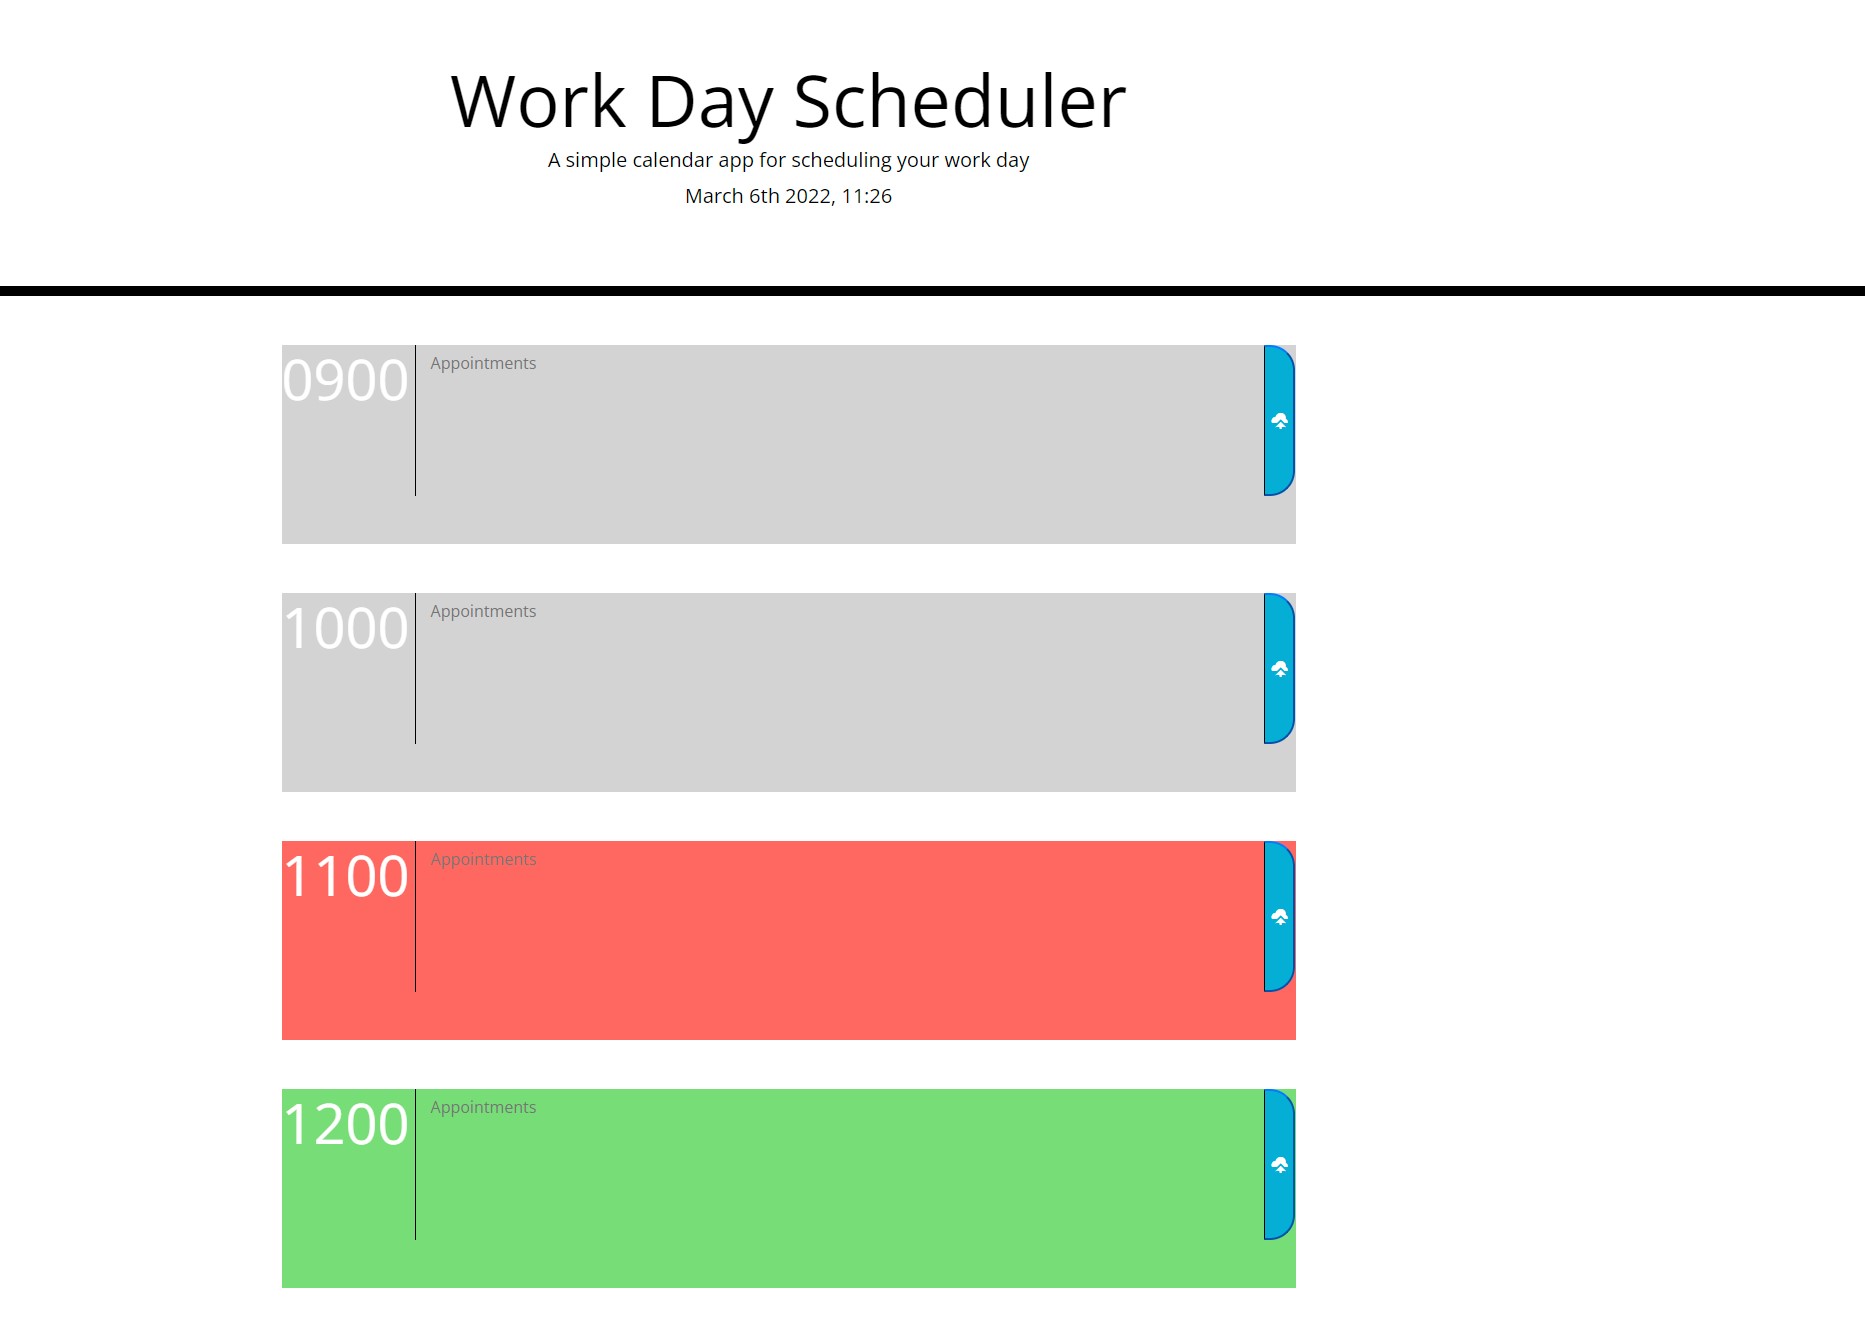 Work Day Scheduler
A simple calendar app for scheduling your work day
March 6th 2022, 11:26
0900 Appointments
1000 Appointments
1100 Appointments
1200 Appointments